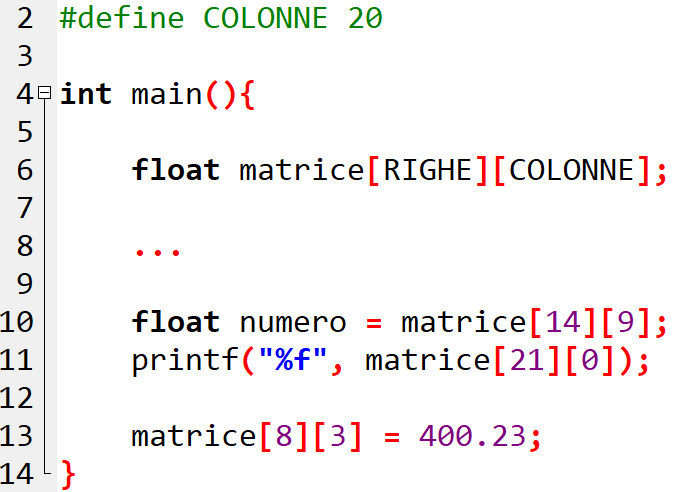 2 #define COLONNE 20
3
4 int main(){
5
6 float matrice[RIGHE][COLONNE];
7
8 ...
9
10 float numero = matrice[14][9];
11 printf("%f", matrice[21][0]);
12
13 matrice[8][3] = 400.23;
14 }